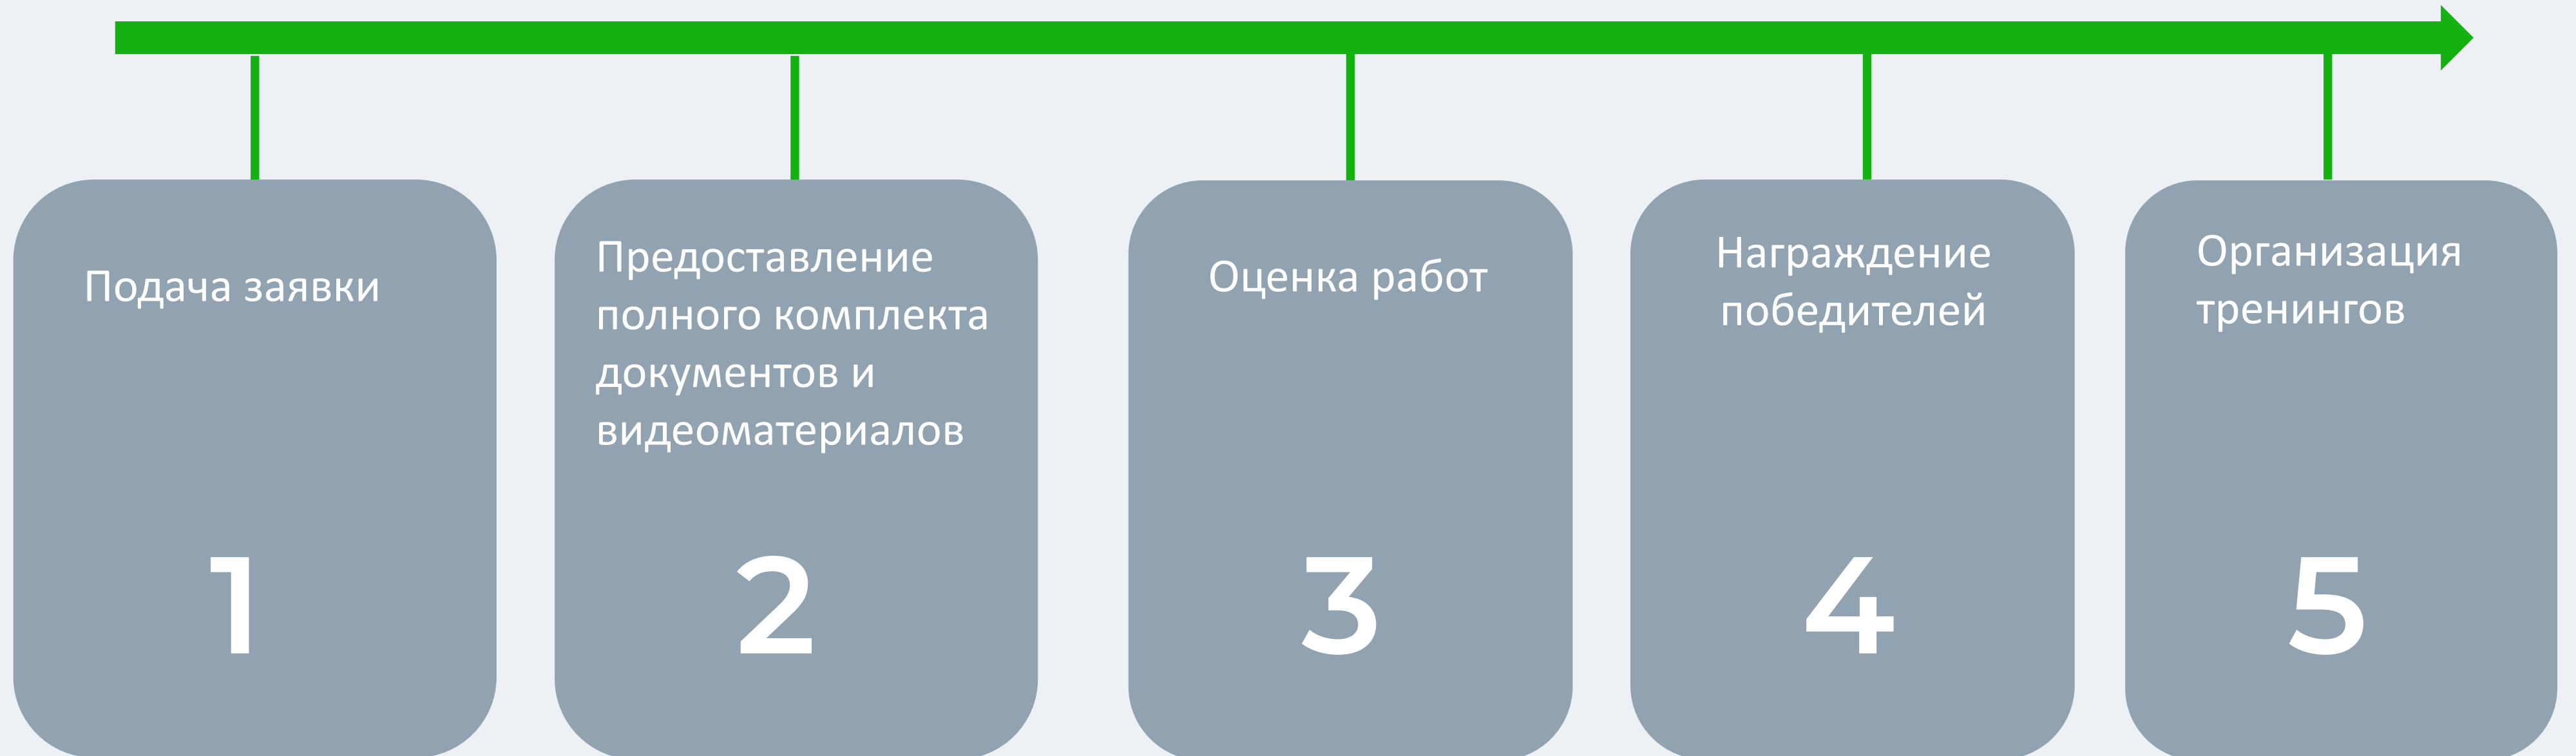 Подача заявки
1
Предоставление
полного комплекта
документов и
видеоматериалов
2
Оценка работ
3
Награждение
победителей
4
Организация
тренингов
5